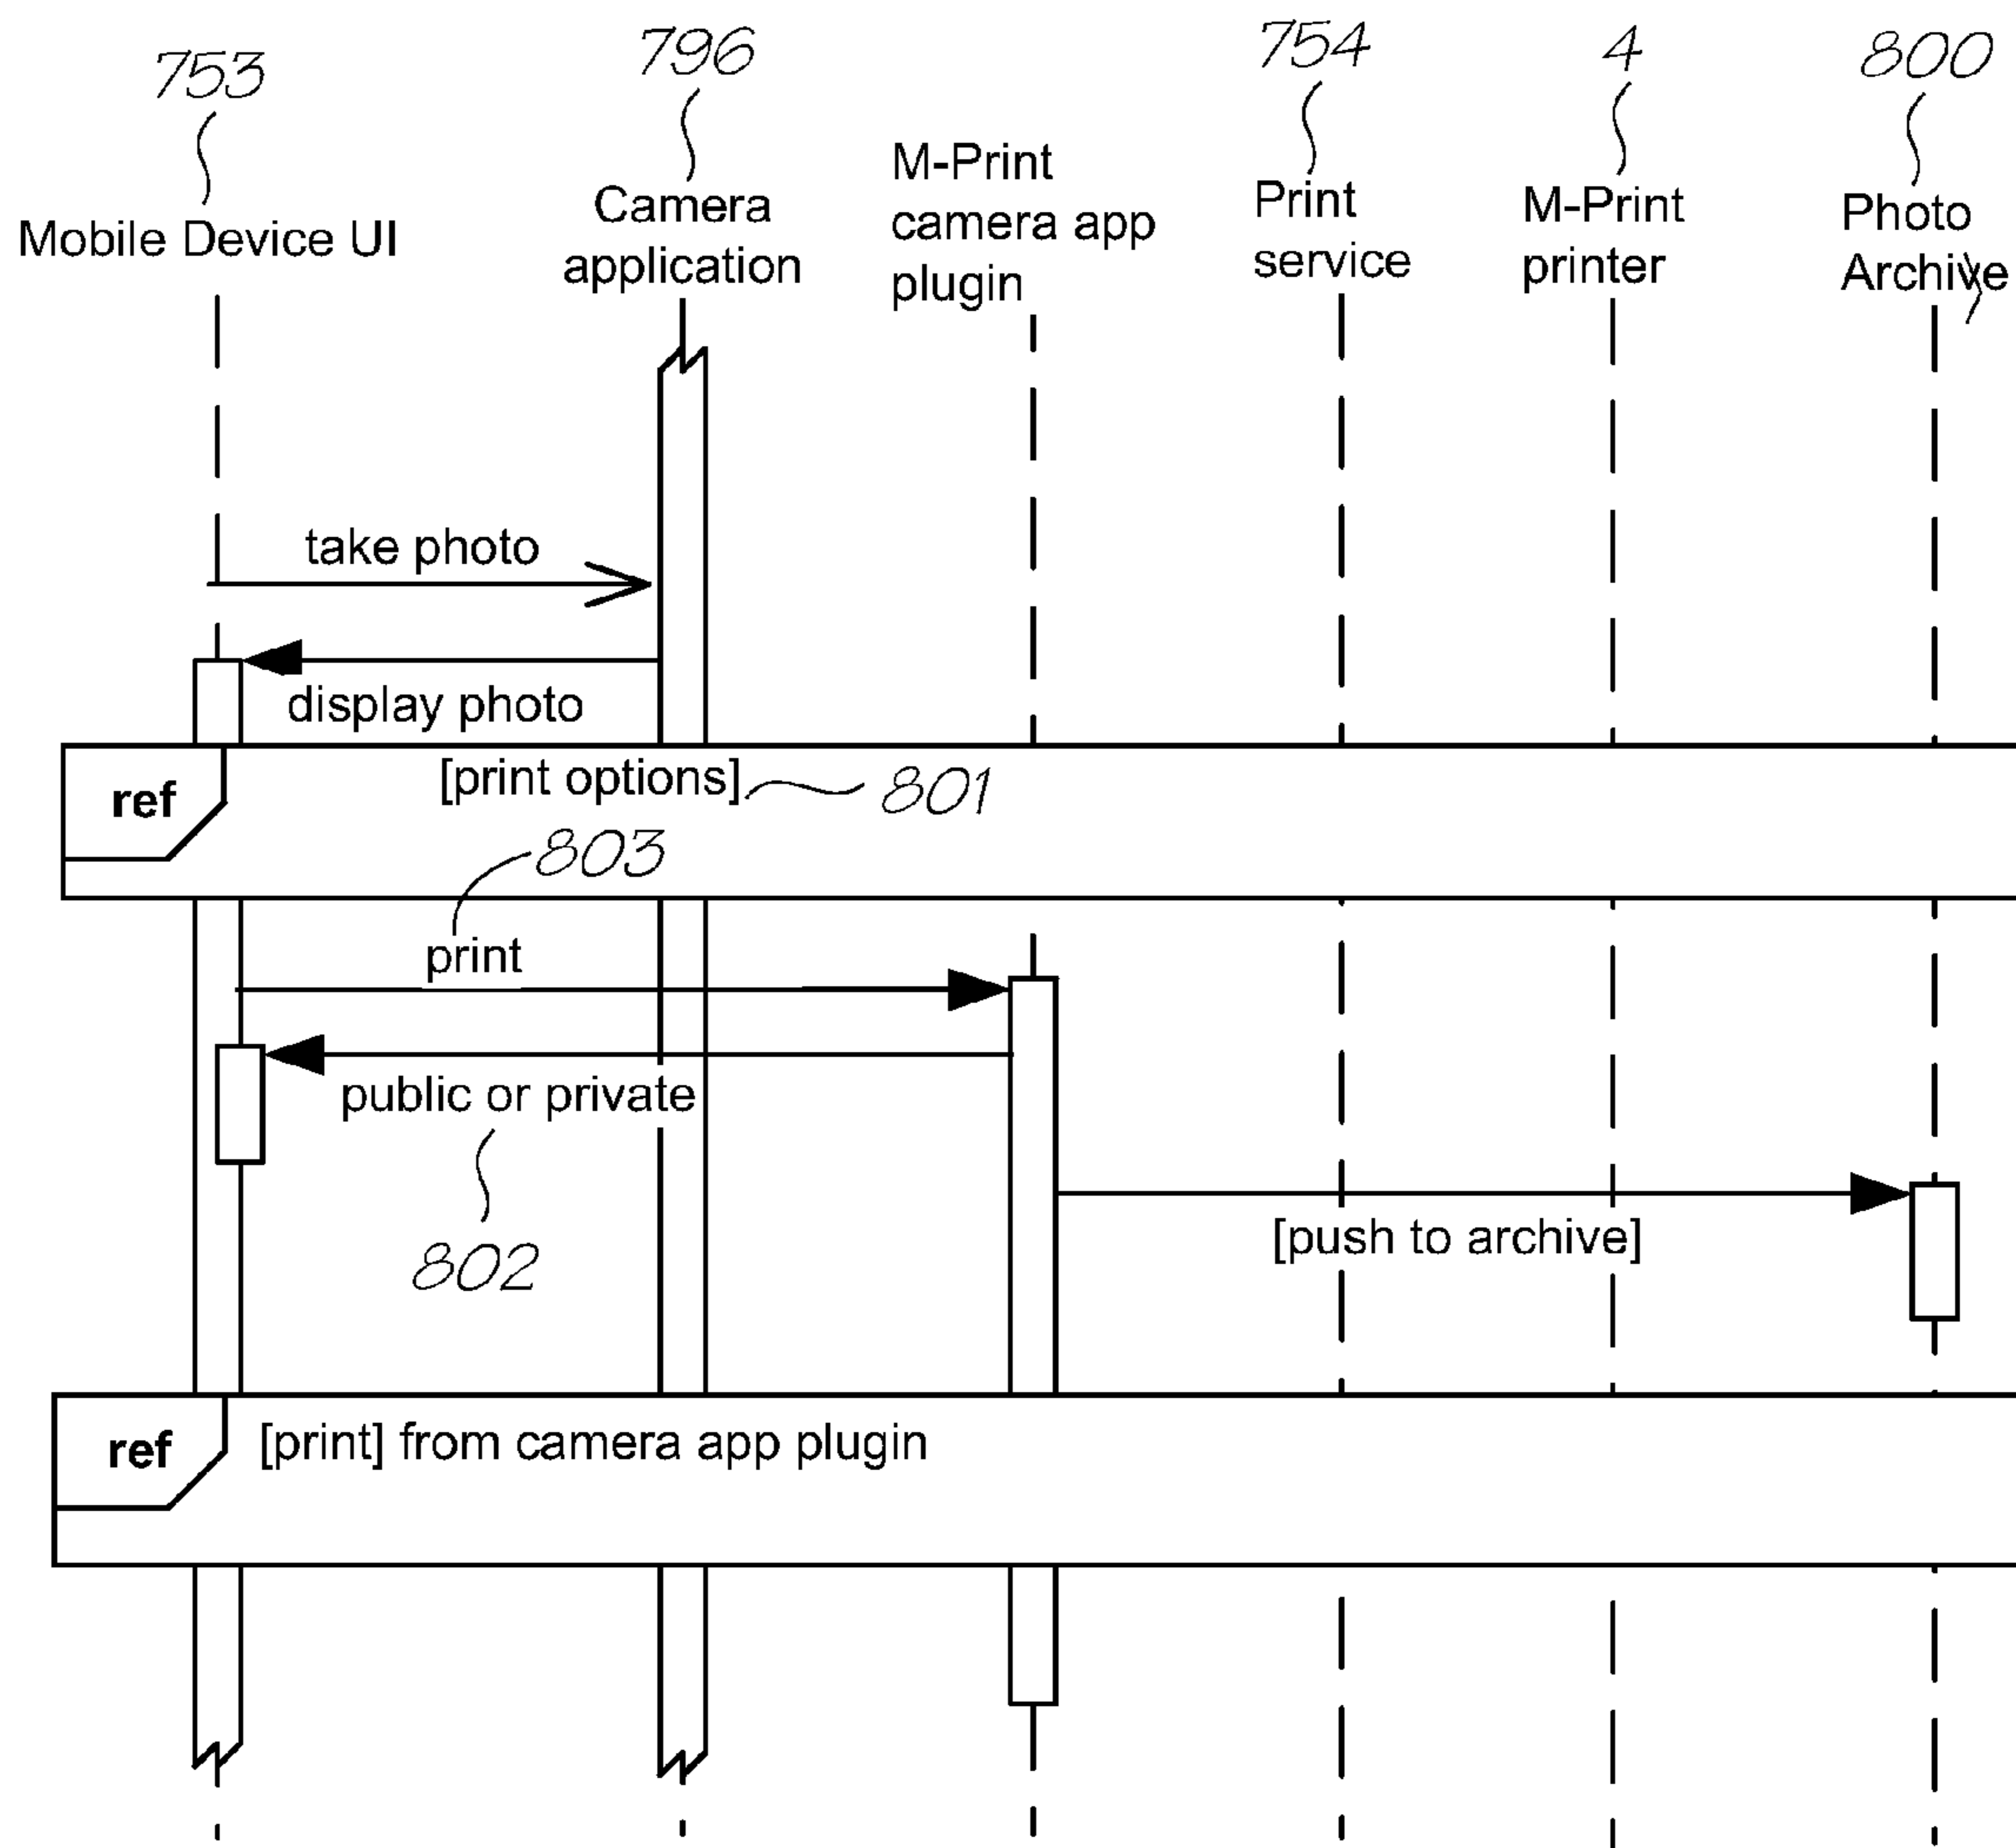 753
796
754
4
800
Mobile Device UI
Camera
application
M-Print
camera app
plugin
Print
service
M-Print
printer
Photo
Archive
take photo
display photo
ref
[print options]
801
803
print
public or private
802
[push to archive]
ref
[print] from camera app plugin